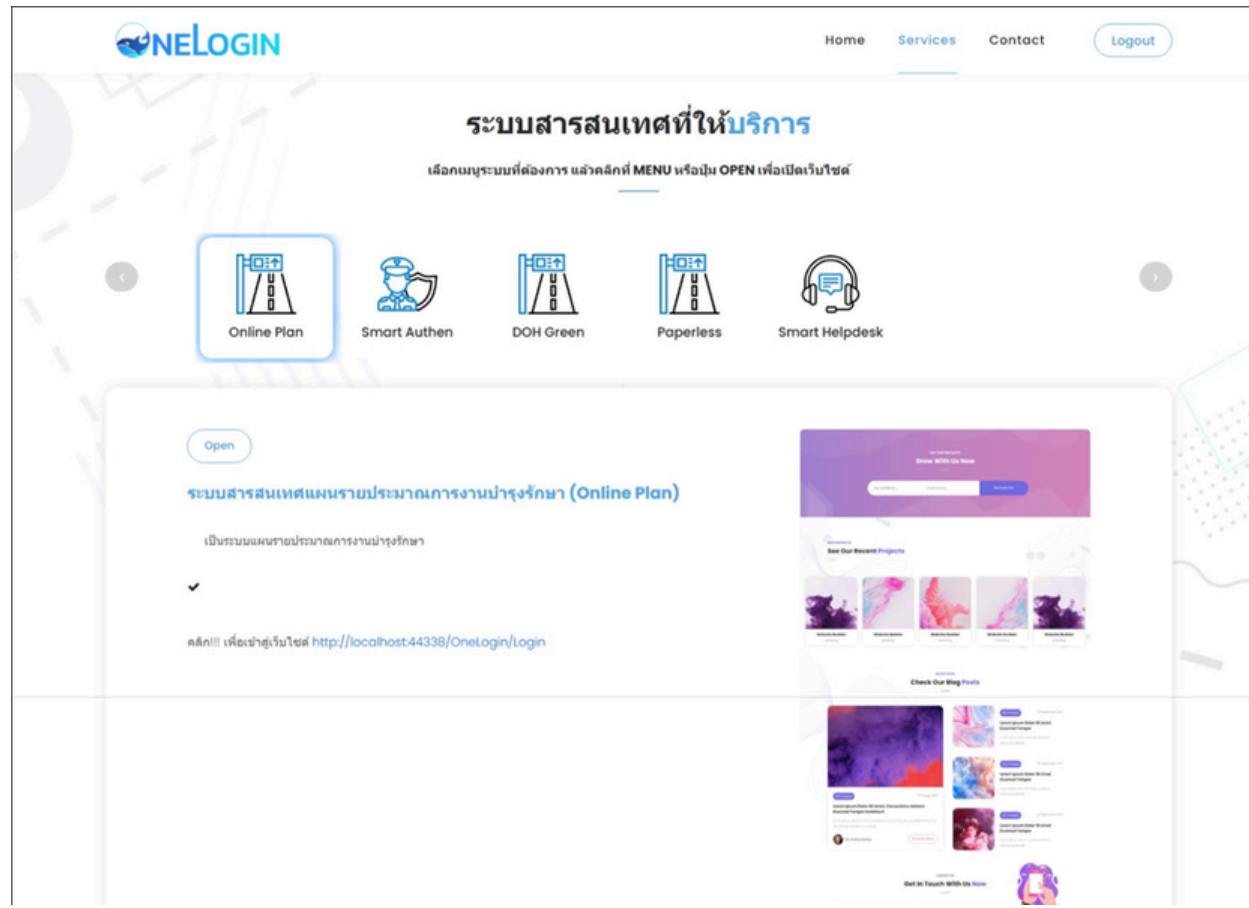 ONELOGIN
Home Services Contact Logout
ระบบสารสนเทศที่ให้บริการ
เลือกเมนูระบบที่ต้องการ แล้วคลิกที่ MENU หรือปุ่ม OPEN เพื่อเปิดเว็บไซต์
Online Plan Smart Authen DOH Green Paperless Smart Helpdesk
Open
ระบบสารสนเทศแผนรายประมาณการงานบำรุงรักษา (Online Plan)
เป็นระบบแผนรายประมาณการงานบำรุงรักษา
คลิก!!! เพื่อเข้าสู่เว็บไซต์ http://localhost:44338/OneLogin/Login
Grow With Us Now
See Our Recent Projects
Website Builder Website Builder Website Builder Website Builder Website Builder
Check Our Blog Posts
Get In Touch With Us Now